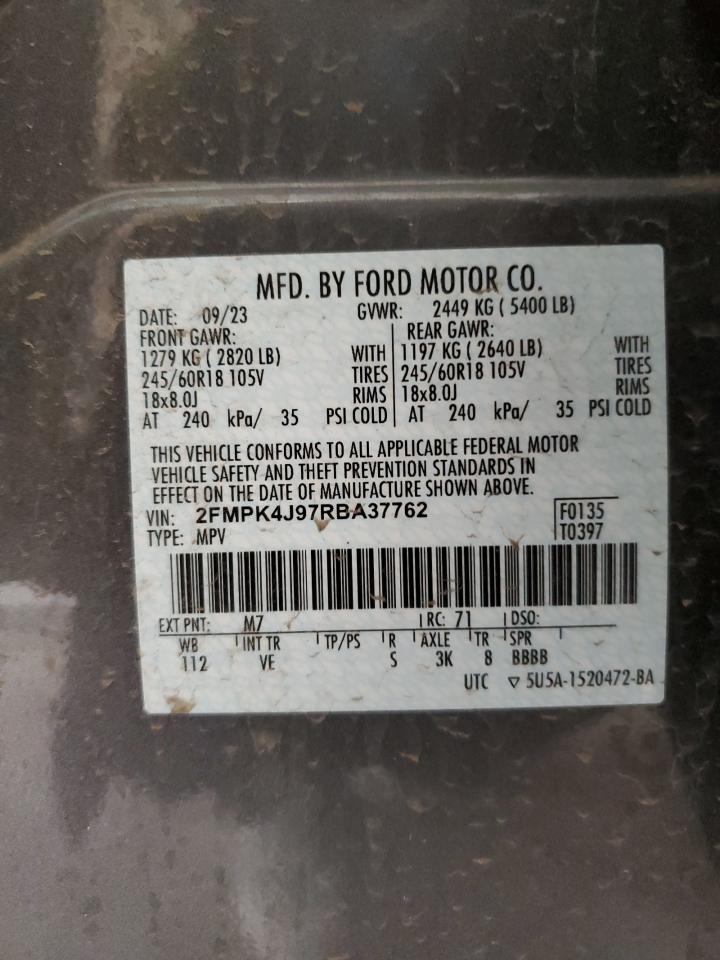 MFD. BY FORD MOTOR CO.
DATE: 09/23 GVWR: 2449 KG ( 5400 LB)
FRONT GAWR: REAR GAWR:
1279 KG ( 2820 LB) WITH 1197 KG ( 2640 LB) WITH
245/60R18 105V TIRES 245/60R18 105V TIRES
18x8.0J RIMS 18x8.0J RIMS
AT 240 kPa/ 35 PSI COLD AT 240 kPa/ 35 PSI COLD
THIS VEHICLE CONFORMS TO ALL APPLICABLE FEDERAL MOTOR
VEHICLE SAFETY AND THEFT PREVENTION STANDARDS IN
EFFECT ON THE DATE OF MANUFACTURE SHOWN ABOVE.
VIN: 2FMPK4J97RBA37762 F0135
TYPE: MPV T0397
EXT PNT: M7 RC: 71 DSO:
WB INT TR TP/PS R AXLE TR SPR
112 VE S 3K 8 BBBB
UTC ▽ 5U5A-1520472-BA